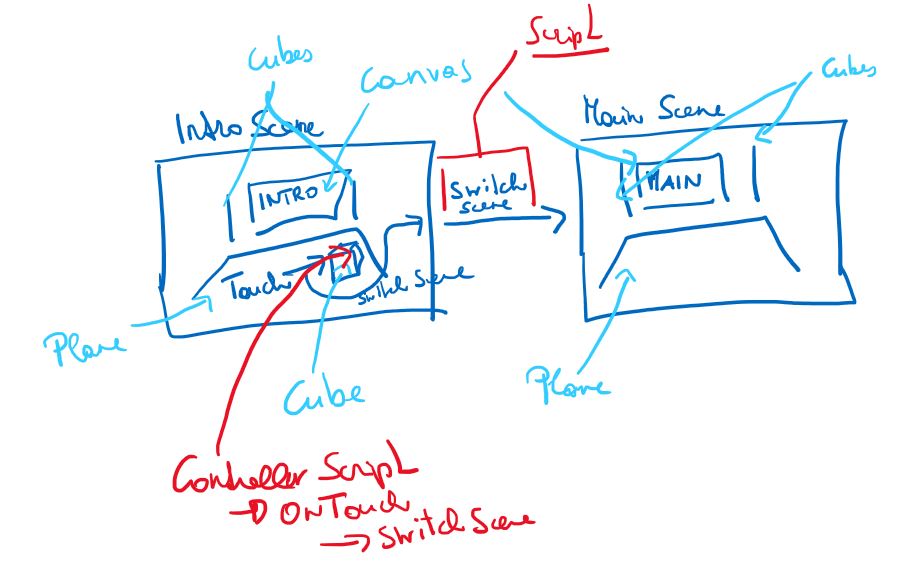 Script
Cubes
Canvas
Cubes
Intro Scene
Main Scene
INTRO
Switch
scene
MAIN
Touch
Switch Scene
Plane
Cube
Plane
Controller Script
→ ONTouch
→ Switch Scene